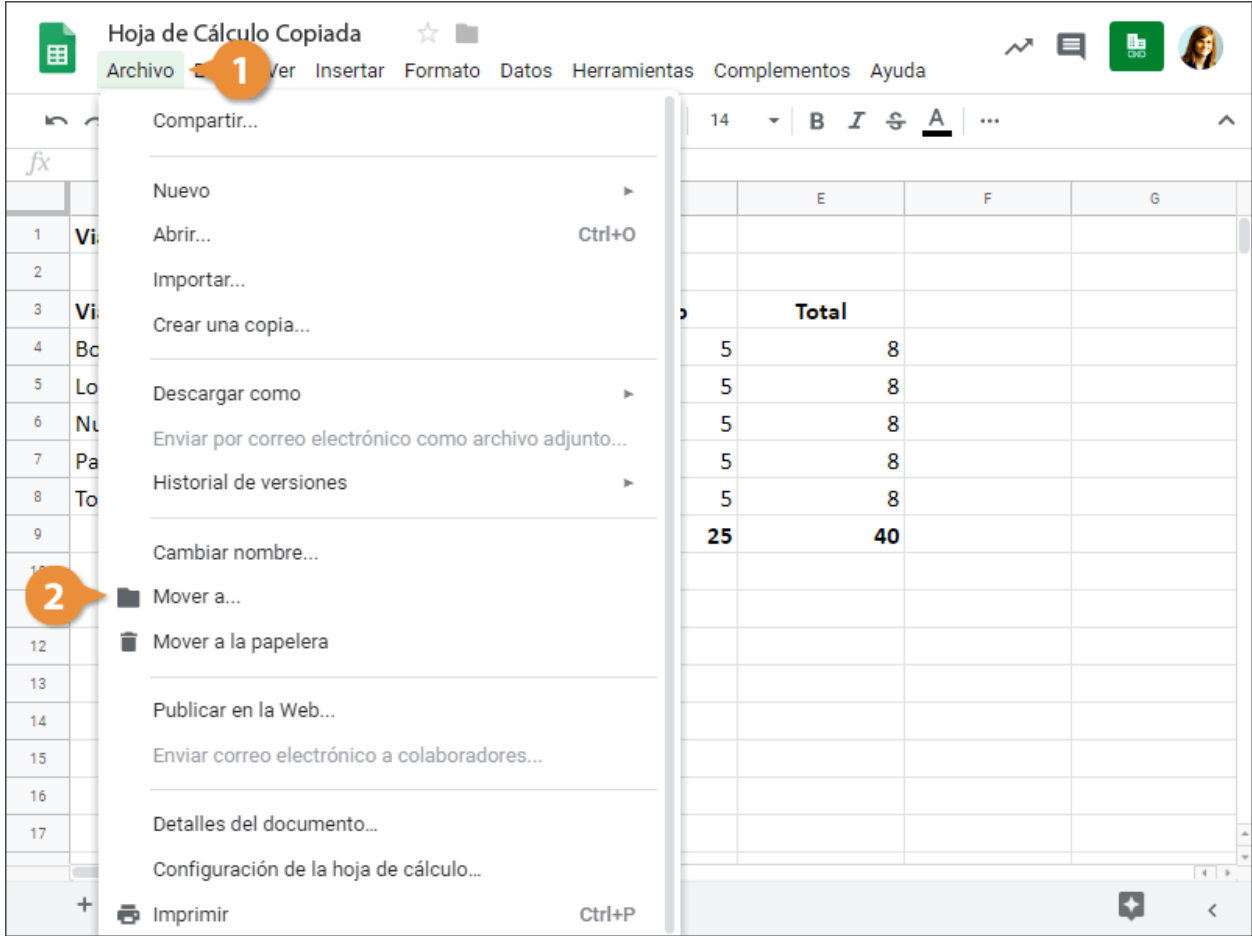 Hoja de Cálculo Copiada
Archivo Ver Insertar Formato Datos Herramientas Complementos Ayuda
1
14 B I S A ...
fx
E F G
1
2
3 Total
4 5 8
5 5 8
6 5 8
7 5 8
8 5 8
9 25 40
12
13
14
15
16
17
Compartir...
Nuevo
Abrir... Ctrl+O
Importar...
Crear una copia...
Descargar como
Enviar por correo electrónico como archivo adjunto...
Historial de versiones
Cambiar nombre...
2 Mover a...
Mover a la papelera
Publicar en la Web...
Enviar correo electrónico a colaboradores...
Detalles del documento...
Configuración de la hoja de cálculo...
Imprimir Ctrl+P